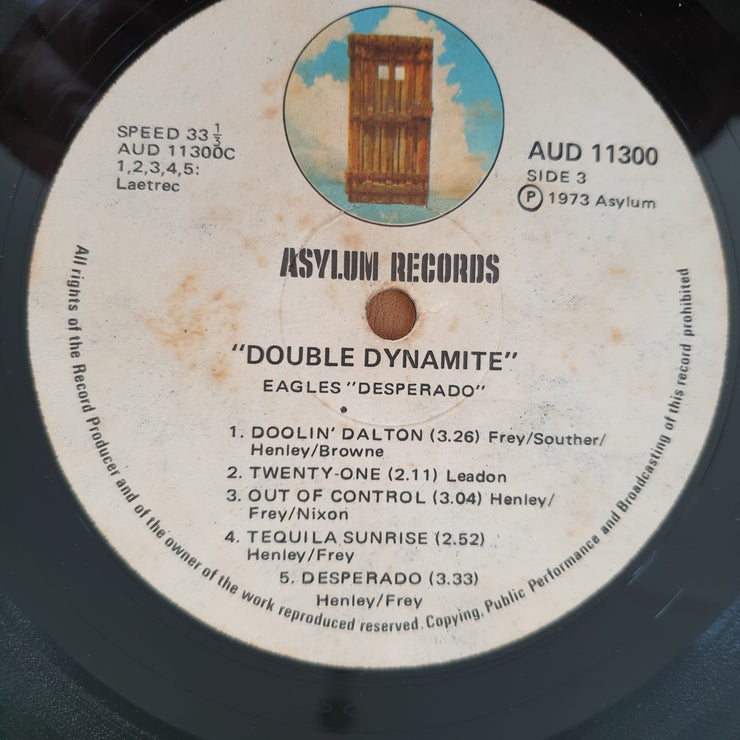 SPEED 33 1/3
AUD 11300C
1,2,3,4,5:
Laetrec
AUD 11300
SIDE 3
Ⓟ 1973 Asylum
ASYLUM RECORDS
"DOUBLE DYNAMITE"
EAGLES "DESPERADO"
1. DOOLIN' DALTON (3.26) Frey/Souther/
Henley/Browne
2. TWENTY-ONE (2.11) Leadon
3. OUT OF CONTROL (3.04) Henley/
Frey/Nixon
4. TEQUILA SUNRISE (2.52)
Henley/Frey
5. DESPERADO (3.33)
Henley/Frey
All rights of the Record Producer and of the owner of the work reproduced reserved. Copying, Public Performance and Broadcasting of this record prohibited